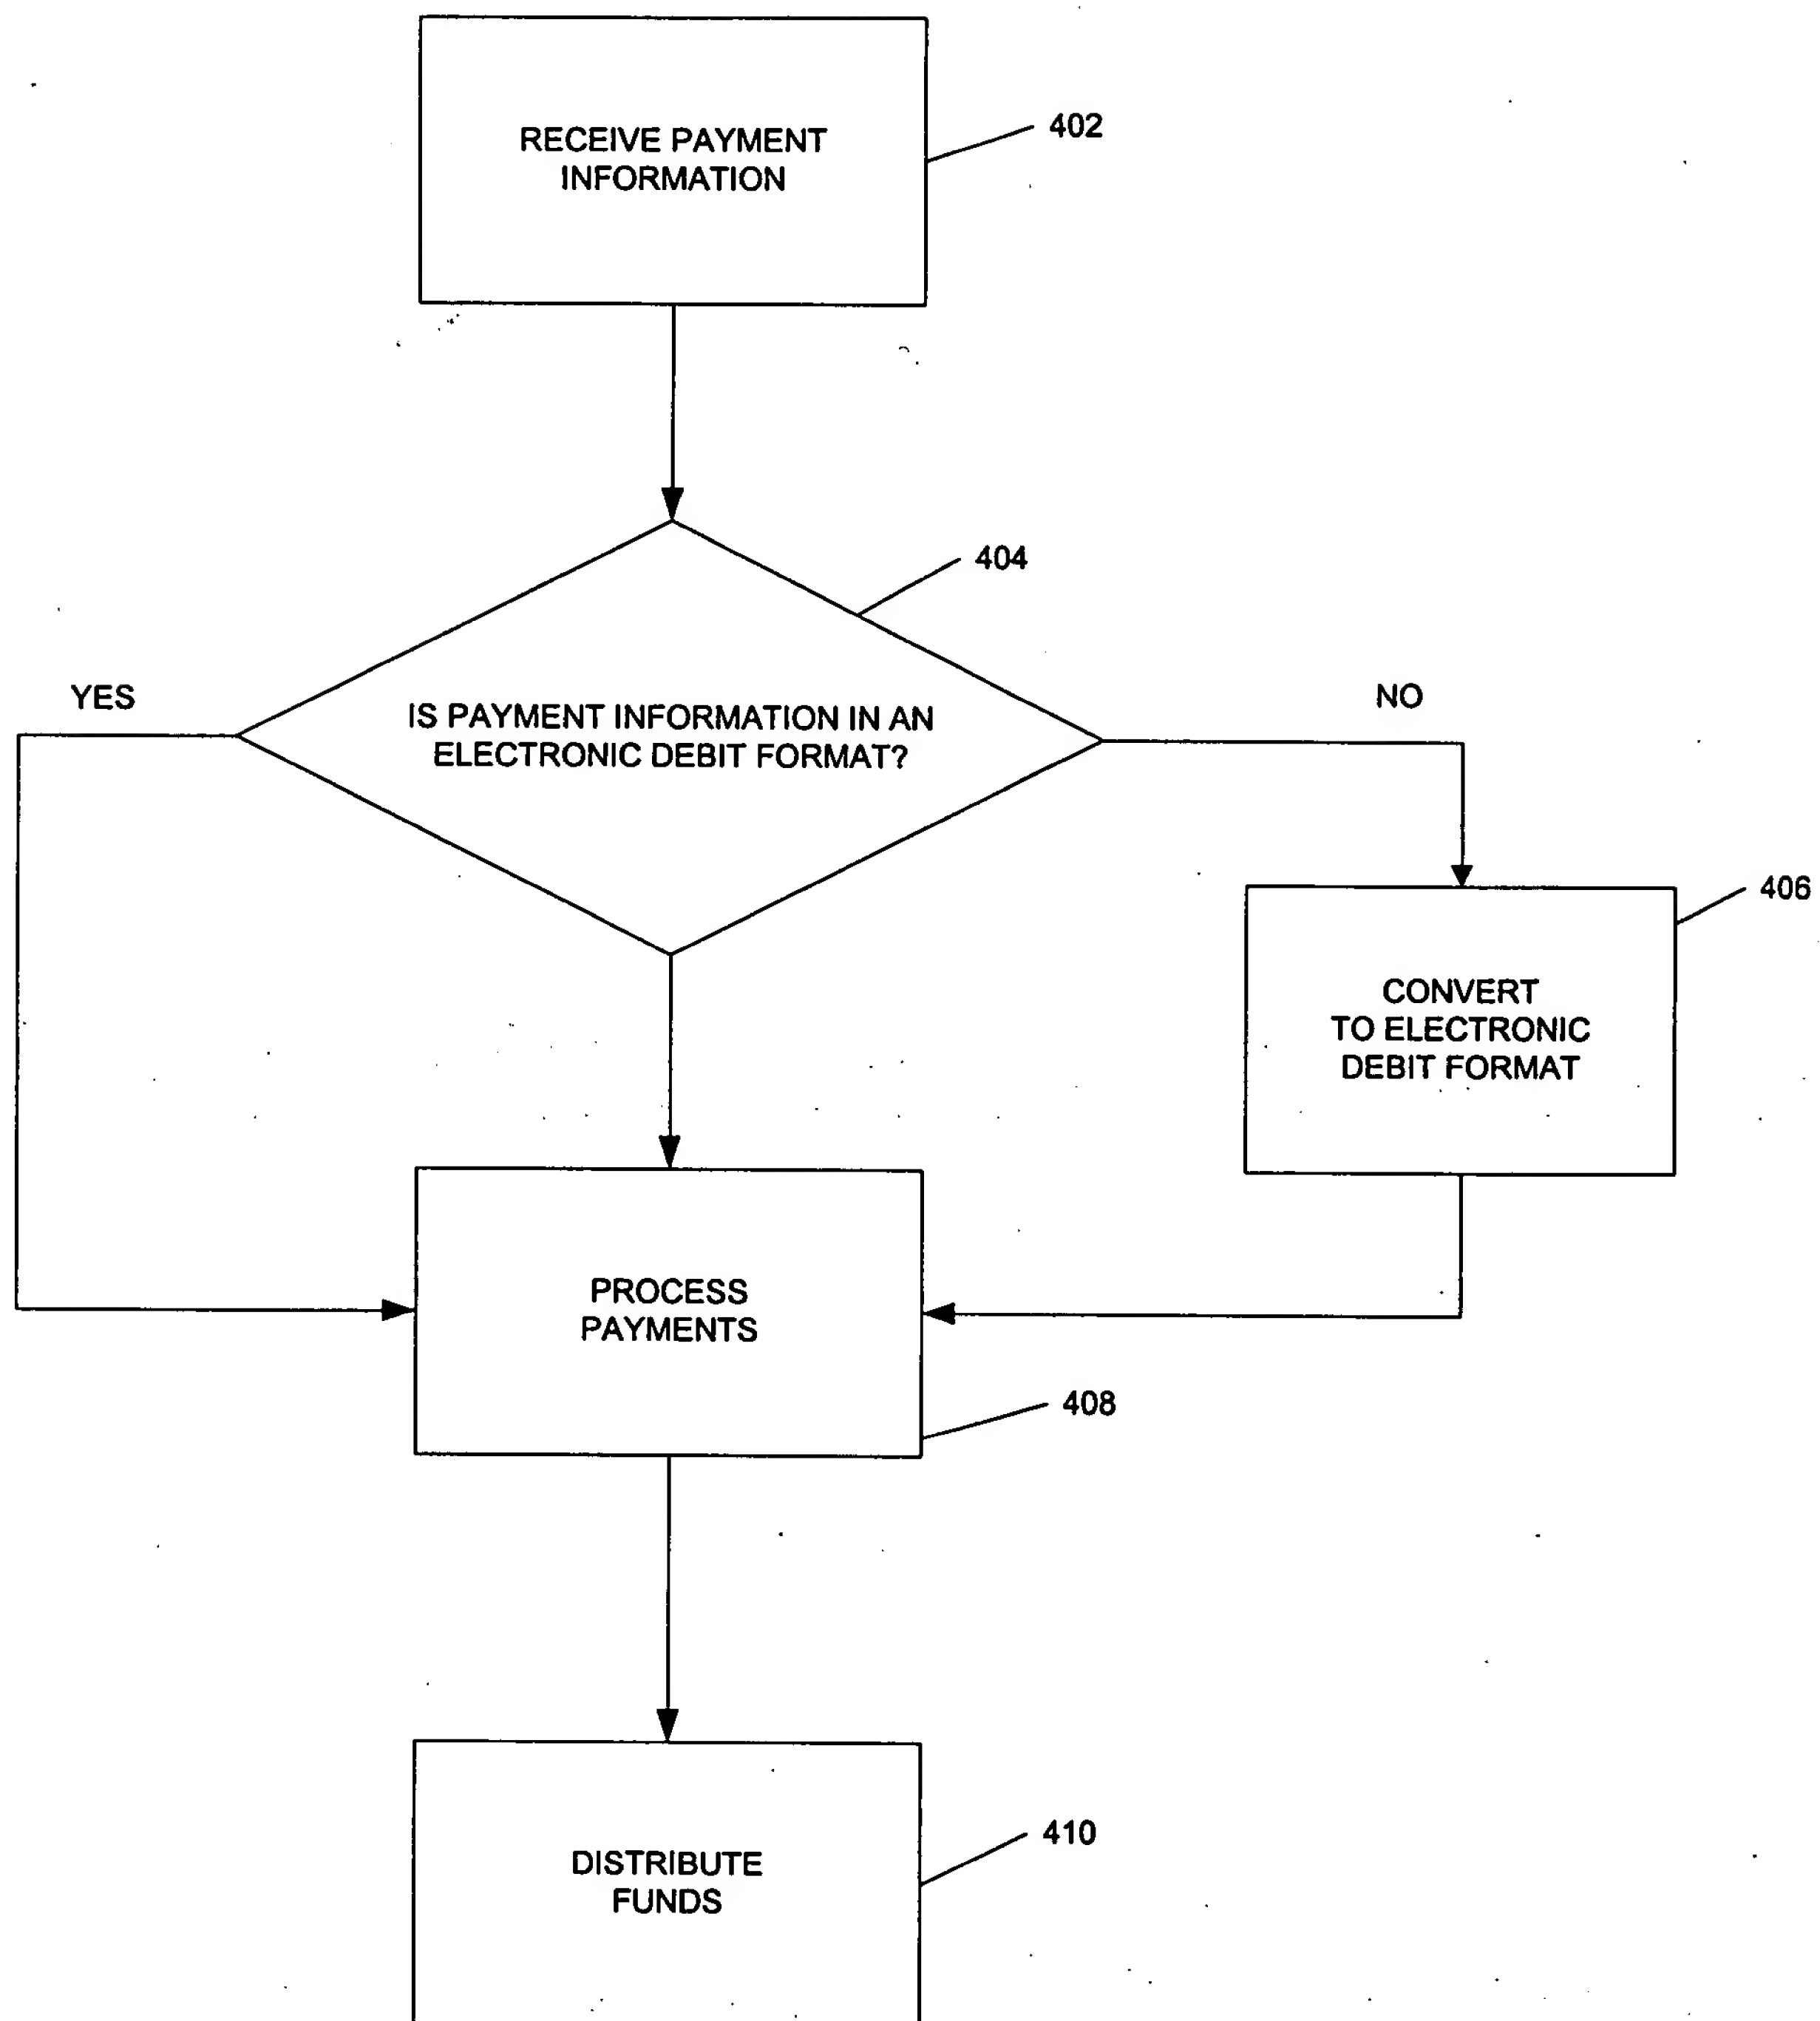 RECEIVE PAYMENT
INFORMATION
402
404
YES
IS PAYMENT INFORMATION IN AN
ELECTRONIC DEBIT FORMAT?
NO
406
CONVERT
TO ELECTRONIC
DEBIT FORMAT
PROCESS
PAYMENTS
408
DISTRIBUTE
FUNDS
410